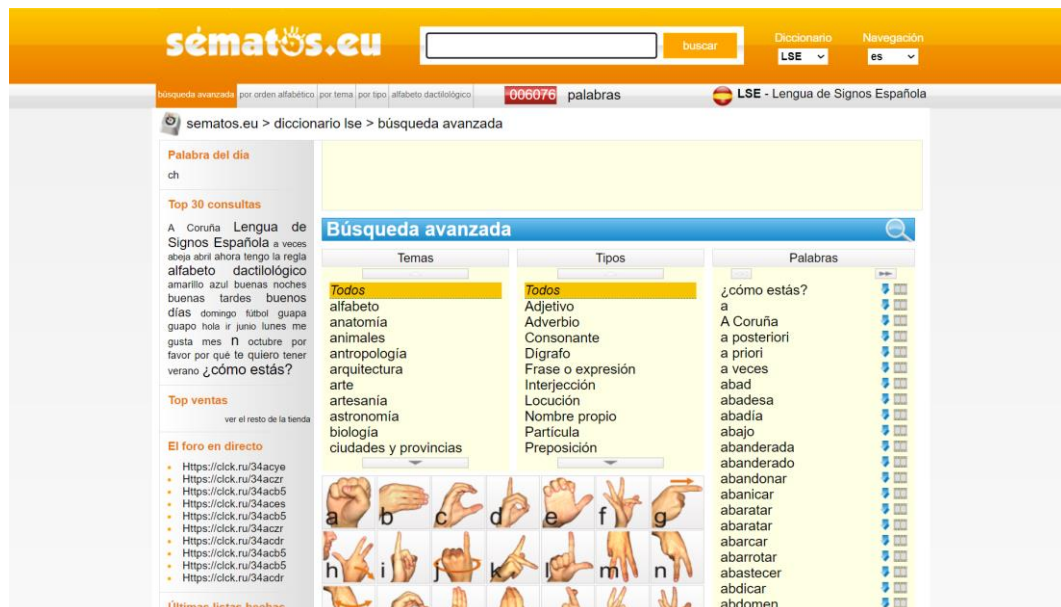 sématos.eu
buscar
Diccionario
Navegación
LSE
es
búsqueda avanzada
por orden alfabético
por tema
por tipo
alfabeto dactilológico
006076 palabras
LSE - Lengua de Signos Española
sematos.eu > diccionario lse > búsqueda avanzada
Palabra del día
ch
Top 30 consultas
A Coruña Lengua de
Signos Española a veces
abeja abril ahora tengo la regla
alfabeto dactilológico
amarillo azul buenas noches
buenas tardes buenos
días domingo fútbol guapa
guapo hola ir junio lunes me
gusta mes n octubre por
favor por qué te quiero tener
verano ¿cómo estás?
Top ventas
ver el resto de la tienda
El foro en directo
Https://clck.ru/34acye
Https://clck.ru/34aczr
Https://clck.ru/34acb5
Https://clck.ru/34aces
Https://clck.ru/34acb5
Https://clck.ru/34aczr
Https://clck.ru/34acdr
Https://clck.ru/34acb5
Https://clck.ru/34acb5
Https://clck.ru/34acdr
Últimas listas hechas
Búsqueda avanzada
Temas
Todos
alfabeto
anatomía
animales
antropología
arquitectura
arte
artesanía
astronomía
biología
ciudades y provincias
Tipos
Todos
Adjetivo
Adverbio
Consonante
Dígrafo
Frase o expresión
Interjección
Locución
Nombre propio
Partícula
Preposición
a b c d e f g
h i j k l m n
Palabras
¿cómo estás?
a
A Coruña
a posteriori
a priori
a veces
abad
abadesa
abadía
abajo
abanderada
abanderado
abandonar
abanicar
abaratar
abaratar
abarcar
abarrotar
abastecer
abdicar
abdomen